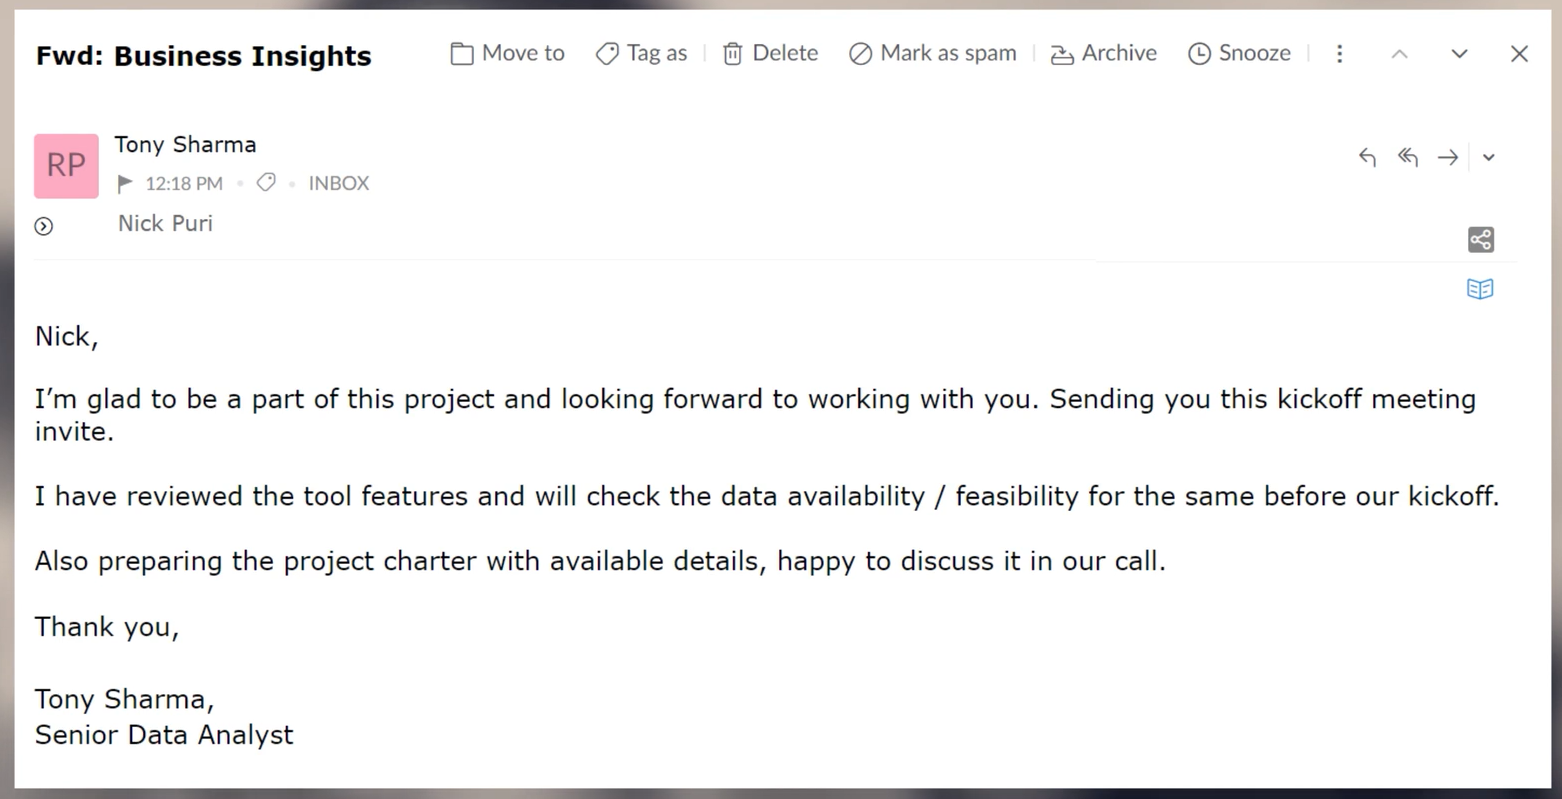 Fwd: Business Insights
Move to
Tag as
Delete
Mark as spam
Archive
Snooze
RP
Tony Sharma
12:18 PM
INBOX
Nick Puri
Nick,
I’m glad to be a part of this project and looking forward to working with you. Sending you this kickoff meeting
invite.
I have reviewed the tool features and will check the data availability / feasibility for the same before our kickoff.
Also preparing the project charter with available details, happy to discuss it in our call.
Thank you,
Tony Sharma,
Senior Data Analyst